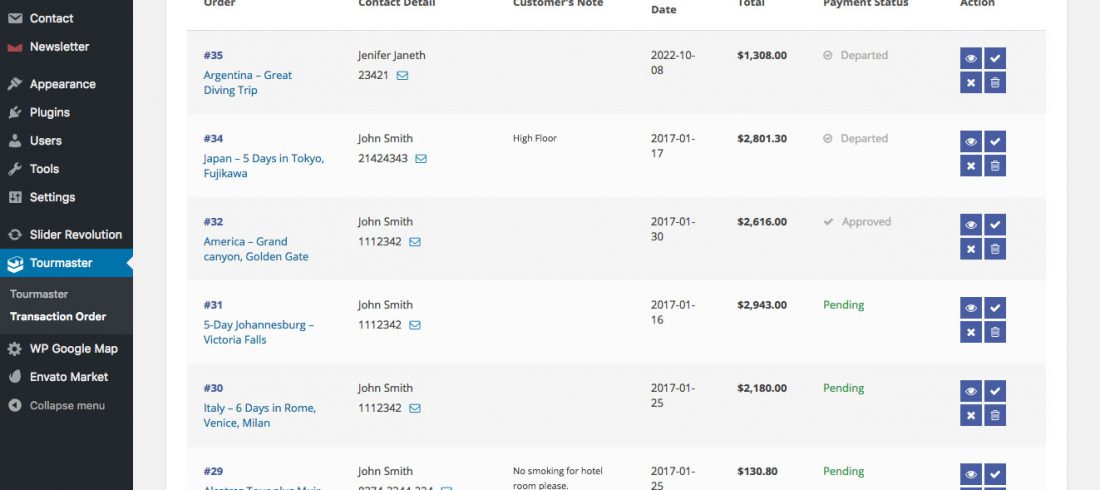 Contact
Newsletter
Appearance
Plugins
Users
Tools
Settings
Slider Revolution
Tourmaster
Tourmaster
Transaction Order
WP Google Map
Envato Market
Collapse menu
Order Contact Detail Customer's Note Date Total Payment Status Action
#35 Jenifer Janeth 2022-10- $1,308.00 Departed
Argentina – Great 23421 08
Diving Trip
#34 John Smith High Floor 2017-01- $2,801.30 Departed
Japan – 5 Days in Tokyo, 21424343 17
Fujikawa
#32 John Smith 2017-01- $2,616.00 Approved
America – Grand 1112342 30
canyon, Golden Gate
#31 John Smith 2017-01- $2,943.00 Pending
5-Day Johannesburg – 1112342 16
Victoria Falls
#30 John Smith 2017-01- $2,180.00 Pending
Italy – 6 Days in Rome, 1112342 25
Venice, Milan
#29 John Smith No smoking for hotel 2017-01- $130.80 Pending
room please. 25